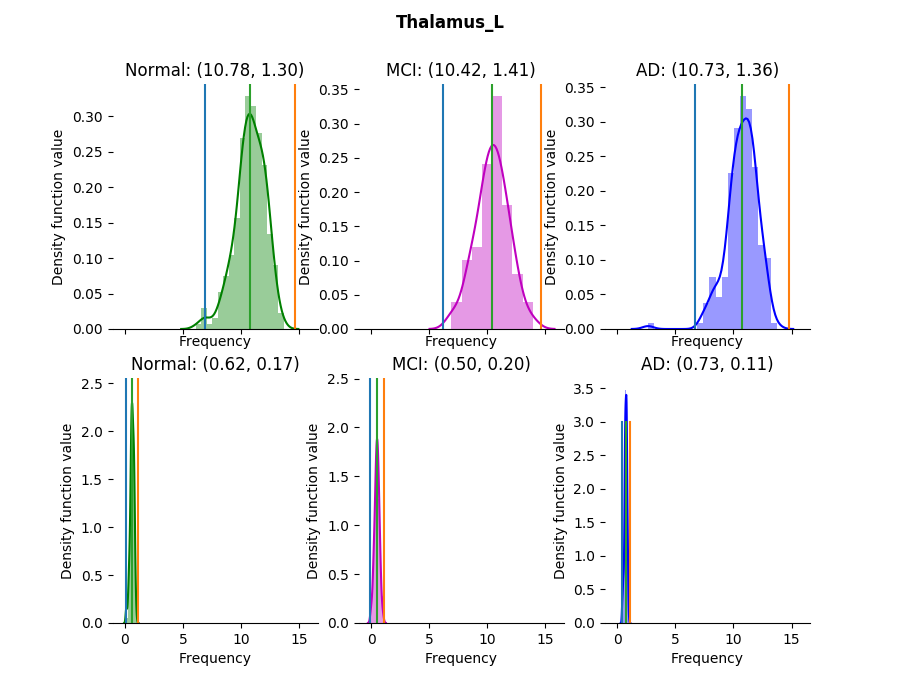 Thalamus_L
Normal: (10.78, 1.30)
MCI: (10.42, 1.41)
AD: (10.73, 1.36)
Density function value
0.30
0.25
0.20
0.15
0.10
0.05
0.00
Frequency
Density function value
0.35
0.30
0.25
0.20
0.15
0.10
0.05
0.00
Frequency
Density function value
0.35
0.30
0.25
0.20
0.15
0.10
0.05
0.00
Frequency
Normal: (0.62, 0.17)
MCI: (0.50, 0.20)
AD: (0.73, 0.11)
Density function value
2.5
2.0
1.5
1.0
0.5
0.0
0 5 10 15
Frequency
Density function value
2.5
2.0
1.5
1.0
0.5
0.0
0 5 10 15
Frequency
Density function value
3.5
3.0
2.5
2.0
1.5
1.0
0.5
0.0
0 5 10 15
Frequency